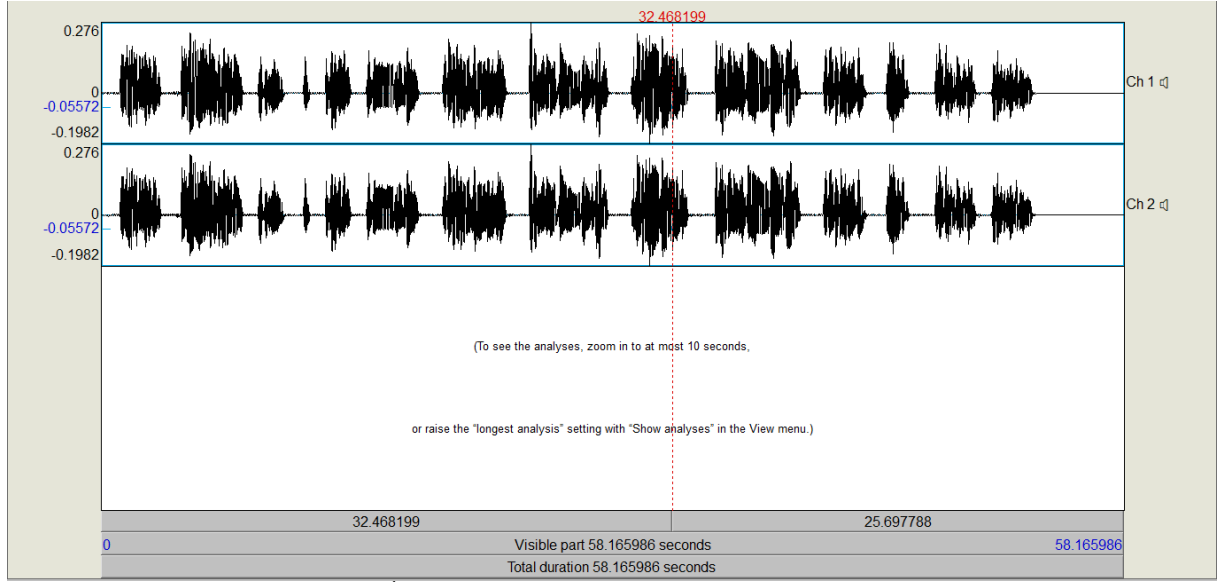 32.468199
0.276
0
-0.05572
-0.1982
Ch 1
0.276
0
-0.05572
-0.1982
Ch 2
(To see the analyses, zoom in to at most 10 seconds,
or raise the “longest analysis” setting with “Show analyses” in the View menu.)
32.468199 25.697788
0 Visible part 58.165986 seconds 58.165986
Total duration 58.165986 seconds